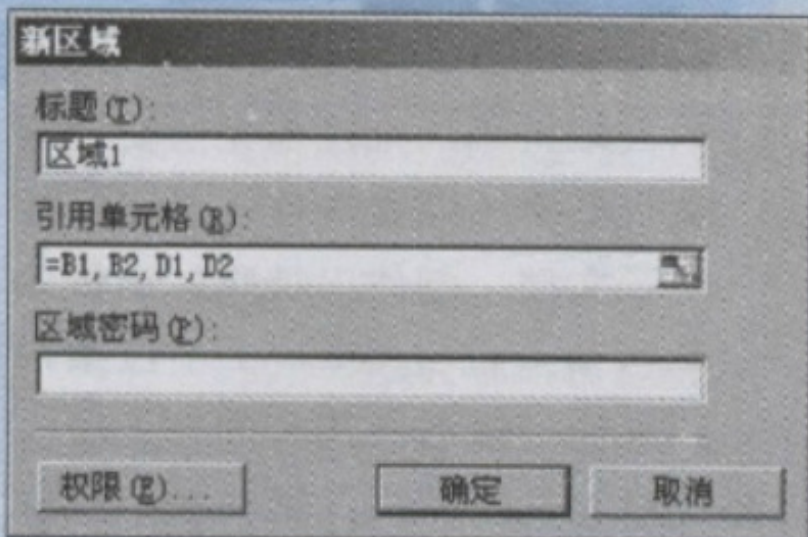 新区域
标题(T):
区域1
引用单元格(R):
=B1,B2,D1,D2
区域密码(P):
权限(E)...
确定
取消